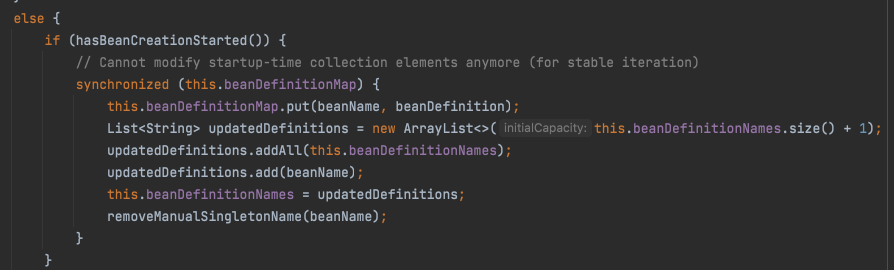 else {
if (hasBeanCreationStarted()) {
// Cannot modify startup-time collection elements anymore (for stable iteration)
synchronized (this.beanDefinitionMap) {
this.beanDefinitionMap.put(beanName, beanDefinition);
List<String> updatedDefinitions = new ArrayList<>( initialCapacity: this.beanDefinitionNames.size() + 1);
updatedDefinitions.addAll(this.beanDefinitionNames);
updatedDefinitions.add(beanName);
this.beanDefinitionNames = updatedDefinitions;
removeManualSingletonName(beanName);
}
}